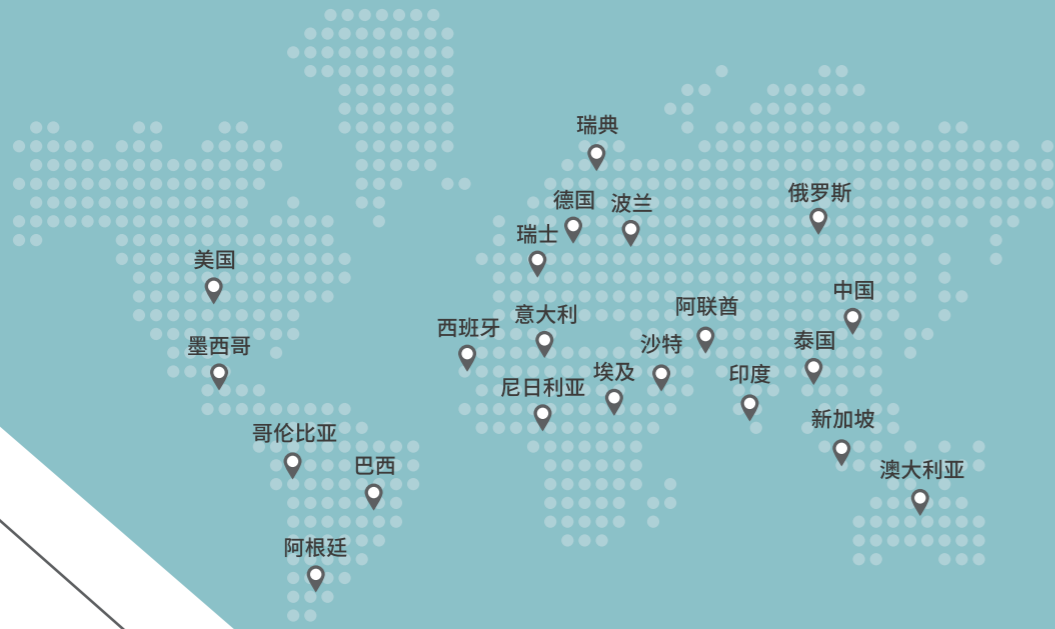 瑞典
俄罗斯
德国
波兰
瑞士
美国
中国
阿联酋
意大利
西班牙
泰国
沙特
墨西哥
埃及
印度
尼日利亚
新加坡
哥伦比亚
巴西
澳大利亚
阿根廷